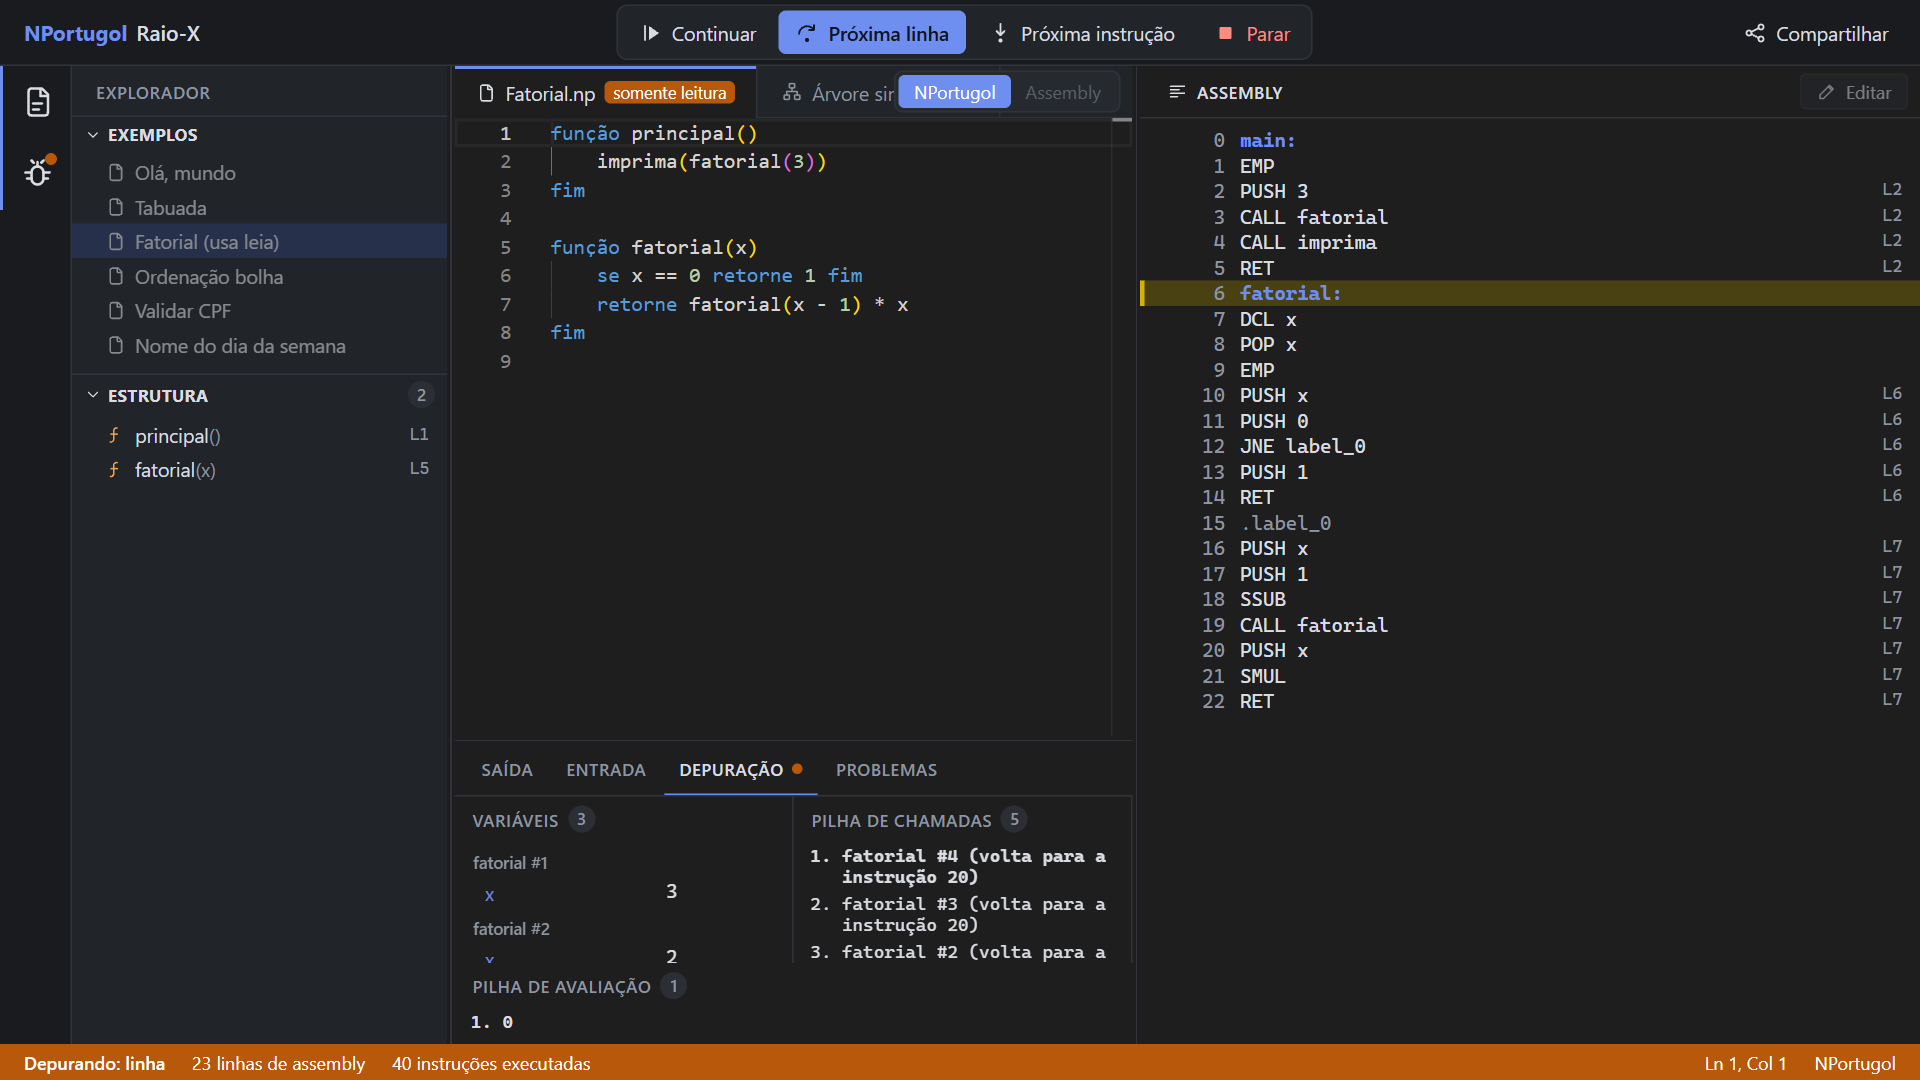 NPortugol Raio-X
Continuar
Próxima linha
Próxima instrução
Parar
Compartilhar
EXPLORADOR
EXEMPLOS
Olá, mundo
Tabuada
Fatorial (usa leia)
Ordenação bolha
Validar CPF
Nome do dia da semana
ESTRUTURA 2
principal() L1
fatorial(x) L5
Fatorial.np somente leitura
Árvore sin
NPortugol Assembly
1 função principal()
2 imprima(fatorial(3))
3 fim
4
5 função fatorial(x)
6 se x == 0 retorne 1 fim
7 retorne fatorial(x - 1) * x
8 fim
9
SAÍDA ENTRADA DEPURAÇÃO PROBLEMAS
VARIÁVEIS 3
fatorial #1
x 3
fatorial #2
x 2
PILHA DE CHAMADAS 5
1. fatorial #4 (volta para a
instrução 20)
2. fatorial #3 (volta para a
instrução 20)
3. fatorial #2 (volta para a
PILHA DE AVALIAÇÃO 1
1. 0
ASSEMBLY
Editar
0 main:
1 EMP
2 PUSH 3 L2
3 CALL fatorial L2
4 CALL imprima L2
5 RET L2
6 fatorial:
7 DCL x
8 POP x
9 EMP
10 PUSH x L6
11 PUSH 0 L6
12 JNE label_0 L6
13 PUSH 1 L6
14 RET L6
15 .label_0
16 PUSH x L7
17 PUSH 1 L7
18 SSUB L7
19 CALL fatorial L7
20 PUSH x L7
21 SMUL L7
22 RET L7
Depurando: linha 23 linhas de assembly 40 instruções executadas
Ln 1, Col 1 NPortugol